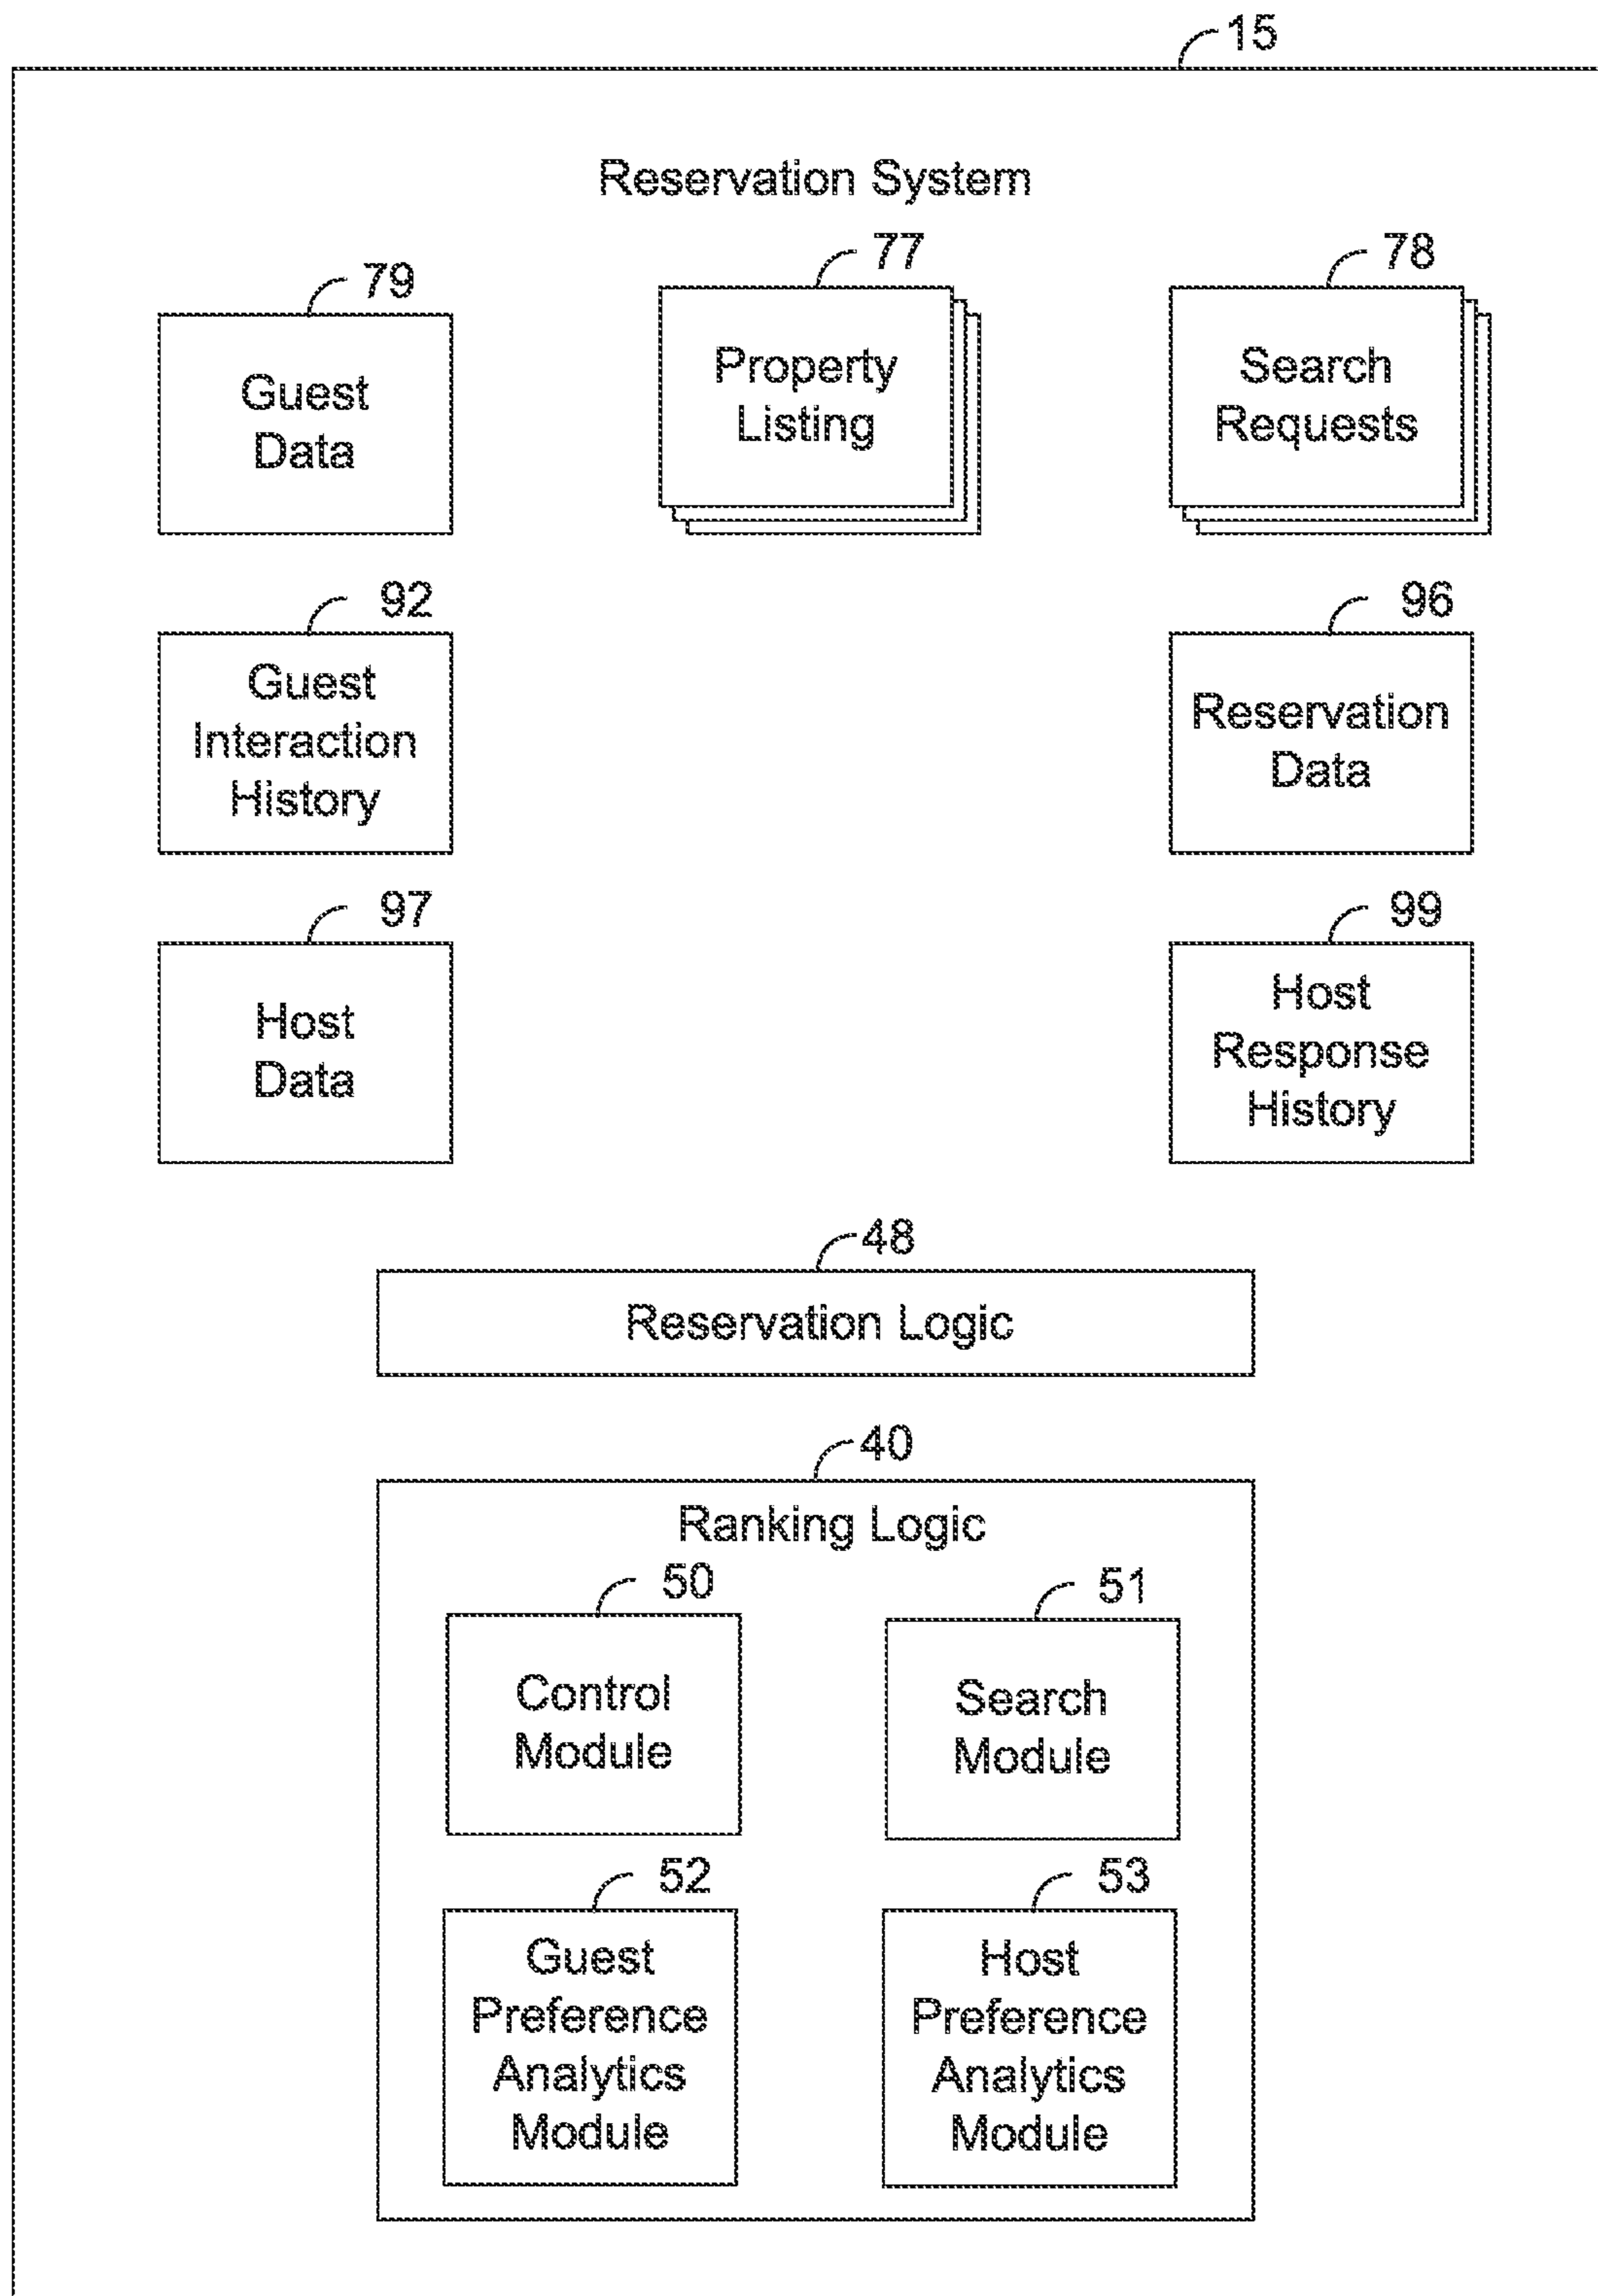 15
Reservation System
79
Guest
Data
77
Property
Listing
78
Search
Requests
92
Guest
Interaction
History
96
Reservation
Data
97
Host
Data
99
Host
Response
History
48
Reservation Logic
40
Ranking Logic
50
Control
Module
51
Search
Module
52
Guest
Preference
Analytics
Module
53
Host
Preference
Analytics
Module